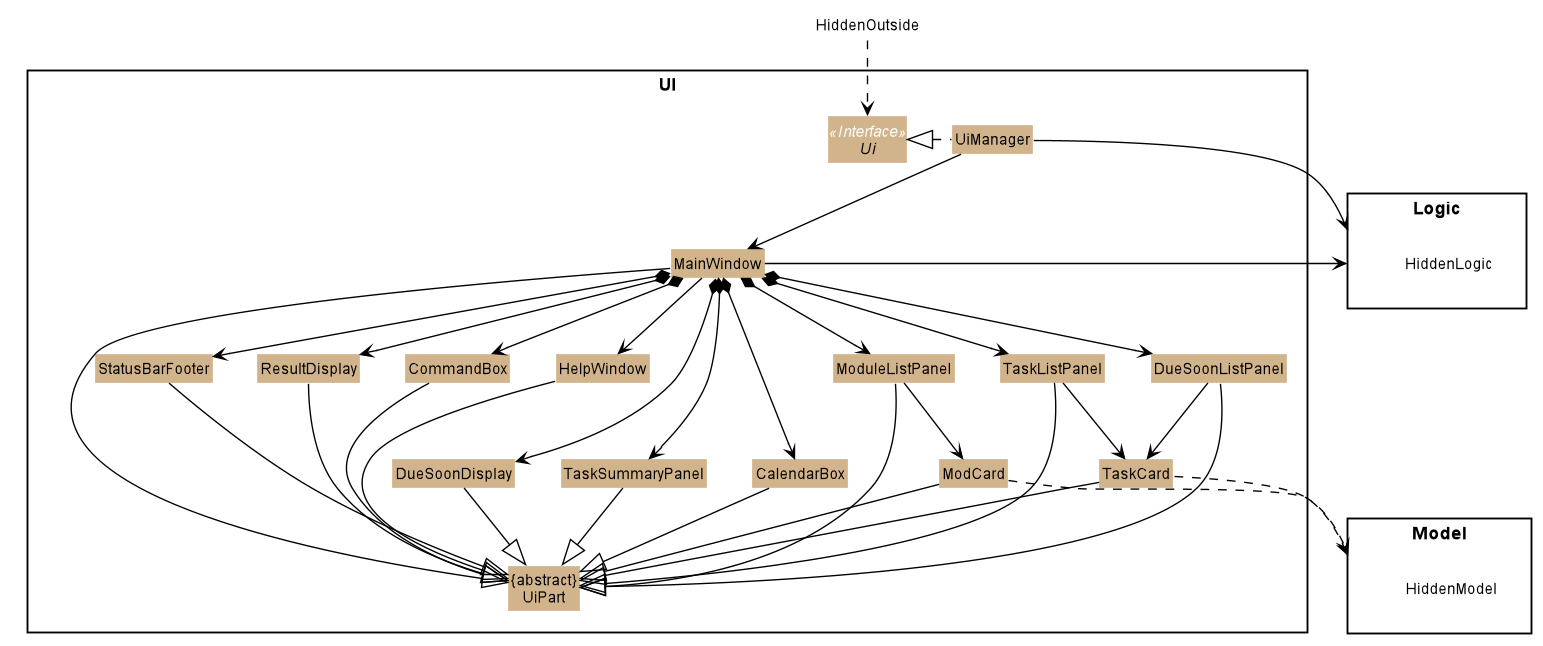 HiddenOutside
UI
«Interface»
Ui
UiManager
Logic
HiddenLogic
MainWindow
StatusBarFooter
ResultDisplay
CommandBox
HelpWindow
ModuleListPanel
TaskListPanel
DueSoonListPanel
DueSoonDisplay
TaskSummaryPanel
CalendarBox
ModCard
TaskCard
Model
HiddenModel
{abstract}
UiPart